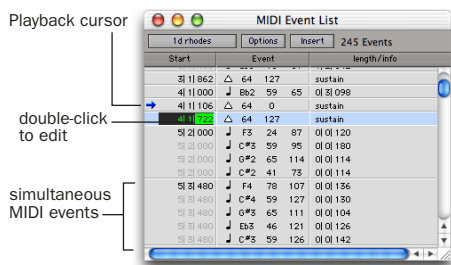 Playback cursor
double-click
to edit
simultaneous
MIDI events
MIDI Event List
1d rhodes Options Insert 245 Events
Start Event length/info
3| 1| 862 64 127 sustain
4| 1| 000 Bb2 59 65 0| 3| 098
4| 1| 106 64 0 sustain
4| 1| 722 64 127 sustain
5| 2| 000 F3 24 87 0| 0| 120
5| 2| 000 C#3 59 95 0| 0| 180
5| 2| 000 G#2 65 114 0| 0| 114
5| 2| 000 C#2 41 73 0| 0| 114
5| 3| 480 F4 78 107 0| 0| 136
5| 3| 480 C#4 59 127 0| 0| 130
5| 3| 480 G#3 65 111 0| 0| 104
5| 3| 480 Eb3 46 121 0| 0| 126
5| 3| 480 C#3 59 126 0| 0| 142